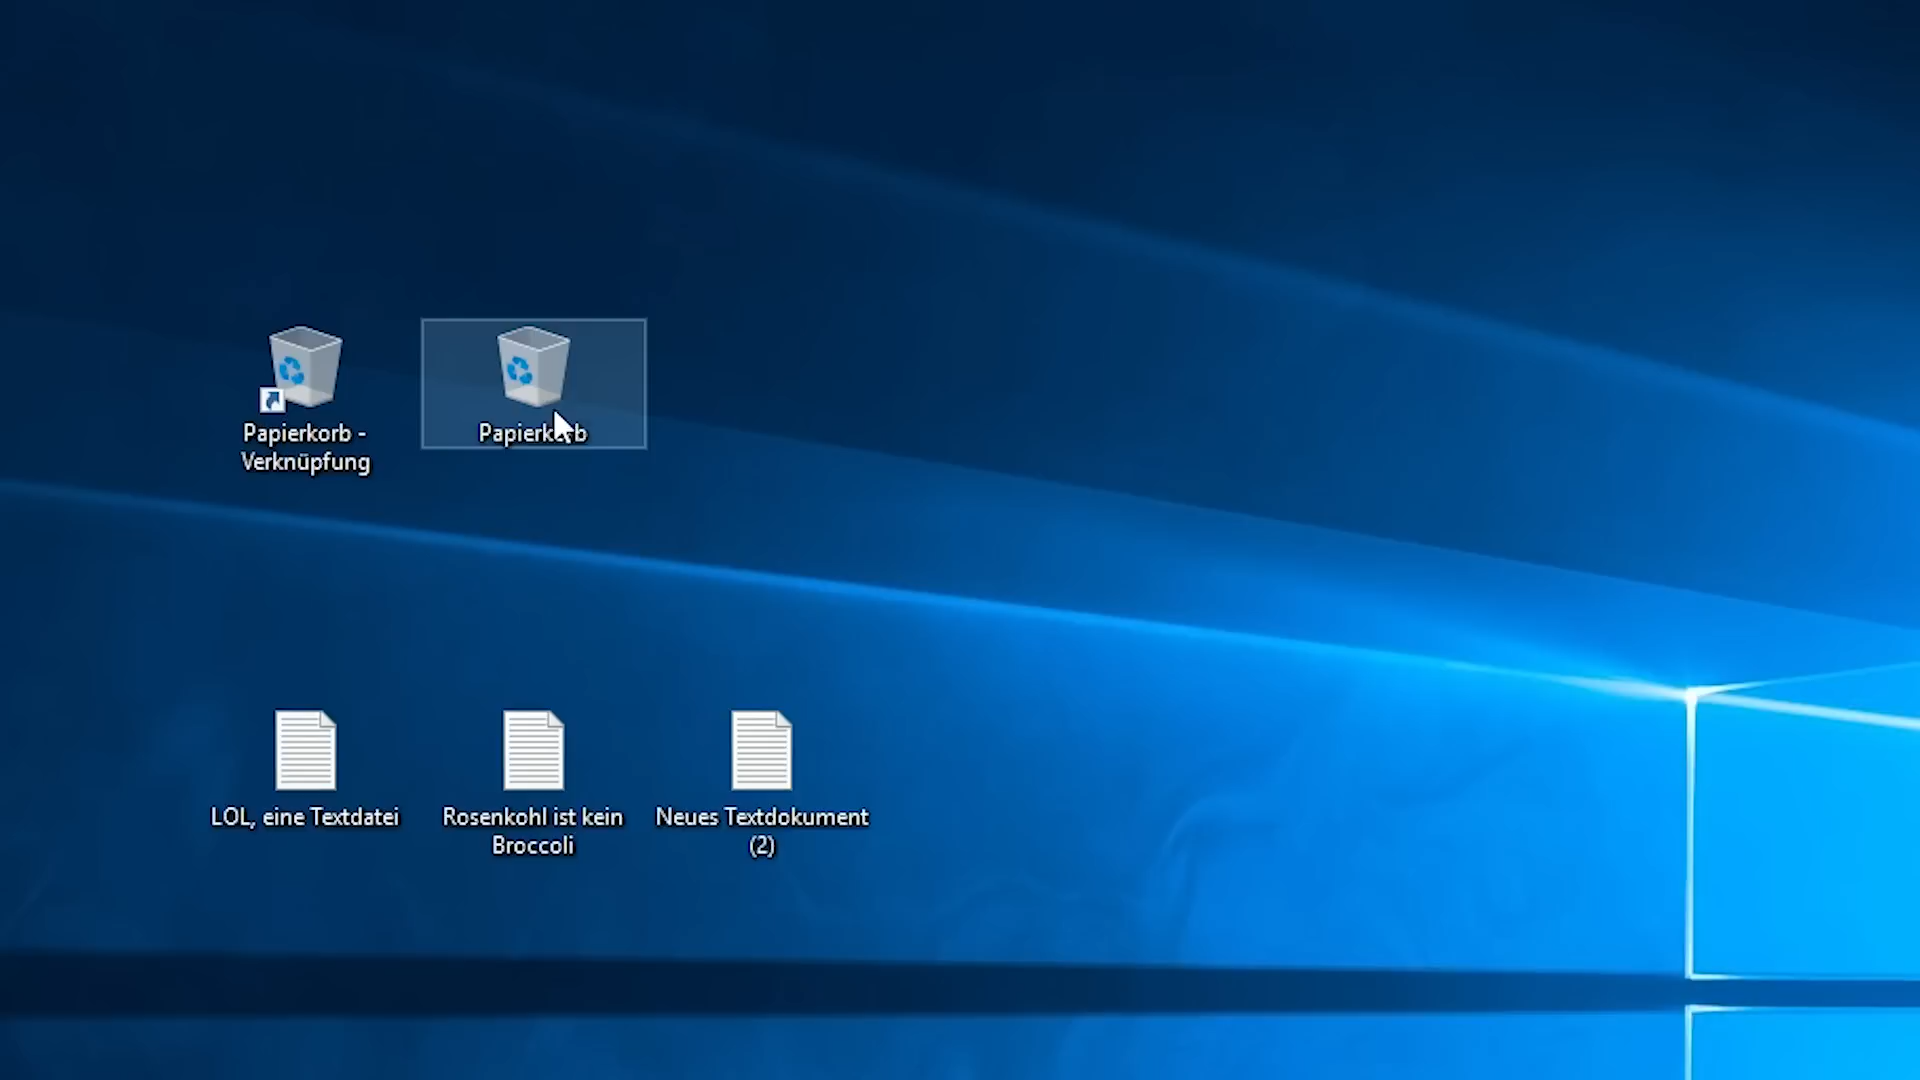 Papierkorb -
Verknüpfung
Papierkorb
LOL, eine Textdatei
Rosenkohl ist kein
Broccoli
Neues Textdokument
(2)